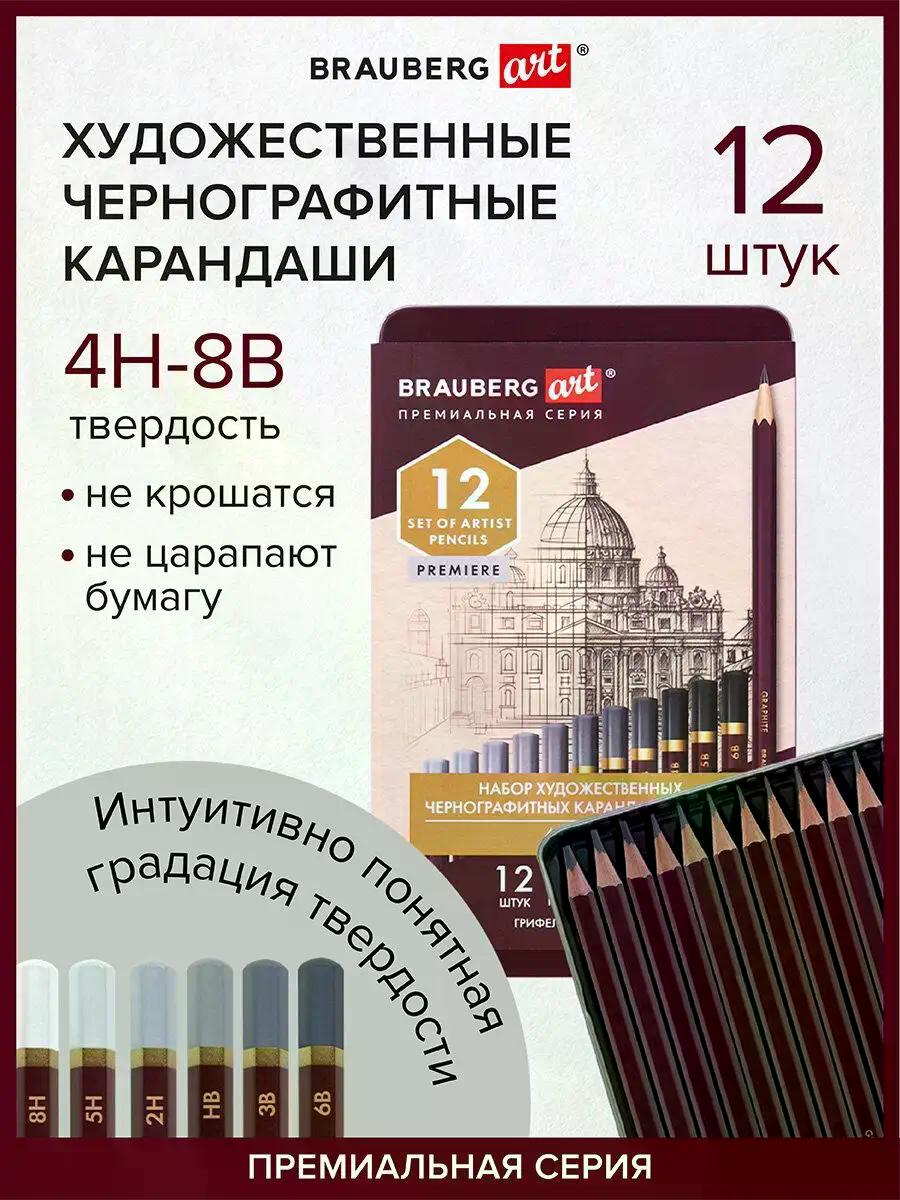 BRAUBERG art ®
ХУДОЖЕСТВЕННЫЕ
ЧЕРНОГРАФИТНЫЕ
КАРАНДАШИ
12
штук
4H-8B
твердость
• не крошатся
• не царапают
бумагу
BRAUBERG art ®
ПРЕМИАЛЬНАЯ СЕРИЯ
12
SET OF ARTIST
PENCILS
PREMIERE
GRAPHITE
5B
6B
НАБОР ХУДОЖЕСТВЕННЫХ
ЧЕРНОГРАФИТНЫХ
12
ШТУК
Интуитивно понятная
градация твердости
8H
5H
2H
HB
3B
6B
ПРЕМИАЛЬНАЯ СЕРИЯ